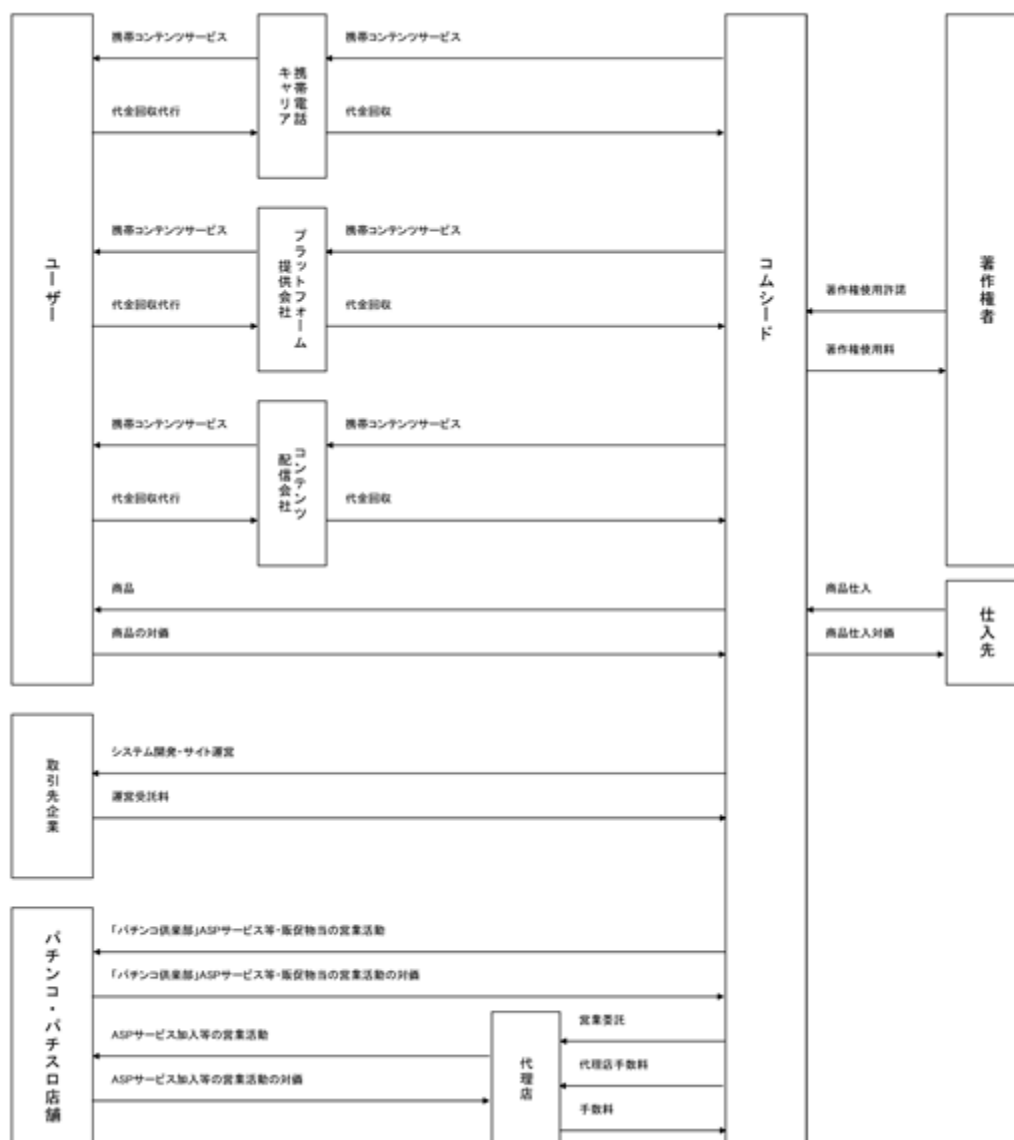 携帯コンテンツサービス
携帯コンテンツサービス
携帯電話
キャリア
代金回収代行
代金回収
携帯コンテンツサービス
携帯コンテンツサービス
プラットフォーム
提供会社
代金回収代行
代金回収
ユーザー
コムシード
著作権者
著作権使用許諾
著作権使用料
携帯コンテンツサービス
携帯コンテンツサービス
コンテンツ
配信会社
代金回収代行
代金回収
商品
商品の対価
商品仕入
商品仕入対価
仕入先
取引先企業
システム開発・サイト運営
運営受託料
パチンコ・パチスロ店舗
「パチンコ倶楽部」ASPサービス等・販促物当の営業活動
「パチンコ倶楽部」ASPサービス等・販促物当の営業活動の対価
ASPサービス加入等の営業活動
ASPサービス加入等の営業活動の対価
代理店
営業委託
代理店手数料
手数料